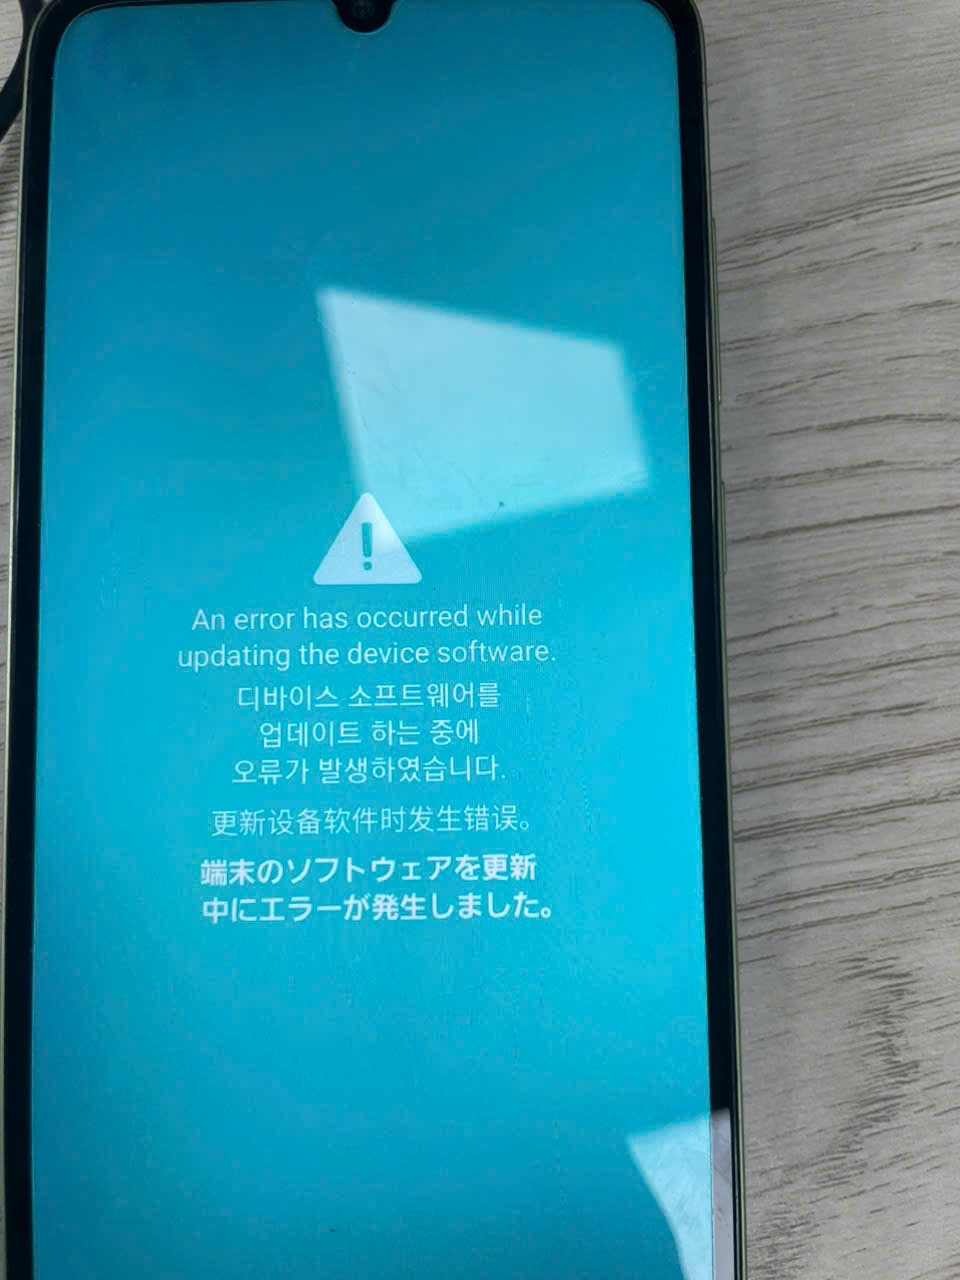 An error has occurred while
updating the device software.
디바이스 소프트웨어를
업데이트 하는 중에
오류가 발생하였습니다.
更新设备软件时发生错误。
端末のソフトウェアを更新
中にエラーが発生しました。